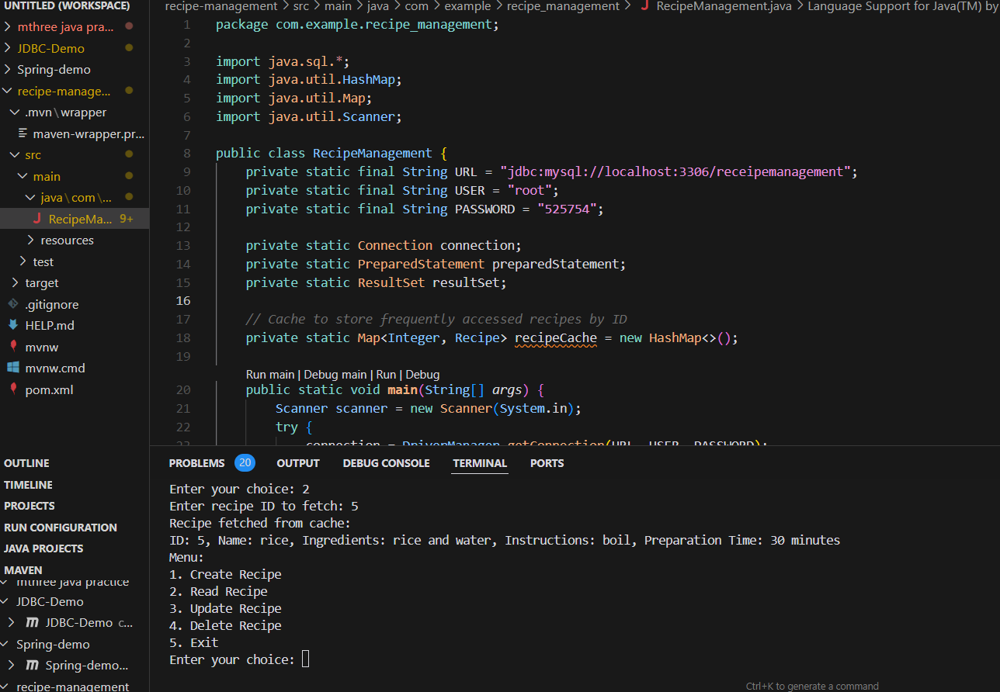 UNTITLED (WORKSPACE)
mthree java pra...
JDBC-Demo
Spring-demo
recipe-manage...
.mvn \ wrapper
maven-wrapper.pr...
src
main
java \ com \ ...
RecipeMa... 9+
resources
test
target
.gitignore
HELP.md
mvnw
mvnw.cmd
pom.xml
OUTLINE
TIMELINE
PROJECTS
RUN CONFIGURATION
JAVA PROJECTS
MAVEN
mthree java practice
JDBC-Demo
JDBC-Demo c...
Spring-demo
Spring-demo...
recipe-management
recipe-management > src > main > java > com > example > recipe_management > RecipeManagement.java > Language Support for Java(TM) by
1 package com.example.recipe_management;
2
3 import java.sql.*;
4 import java.util.HashMap;
5 import java.util.Map;
6 import java.util.Scanner;
7
8 public class RecipeManagement {
9 private static final String URL = "jdbc:mysql://localhost:3306/receipemanagement";
10 private static final String USER = "root";
11 private static final String PASSWORD = "525754";
12
13 private static Connection connection;
14 private static PreparedStatement preparedStatement;
15 private static ResultSet resultSet;
16
17 // Cache to store frequently accessed recipes by ID
18 private static Map<Integer, Recipe> recipeCache = new HashMap<>();
19
Run main | Debug main | Run | Debug
20 public static void main(String[] args) {
21 Scanner scanner = new Scanner(System.in);
22 try {
23 connection = DriverManager.getConnection(URL, USER, PASSWORD);
PROBLEMS 20 OUTPUT DEBUG CONSOLE TERMINAL PORTS
Enter your choice: 2
Enter recipe ID to fetch: 5
Recipe fetched from cache:
ID: 5, Name: rice, Ingredients: rice and water, Instructions: boil, Preparation Time: 30 minutes
Menu:
1. Create Recipe
2. Read Recipe
3. Update Recipe
4. Delete Recipe
5. Exit
Enter your choice:
Ctrl+K to generate a command